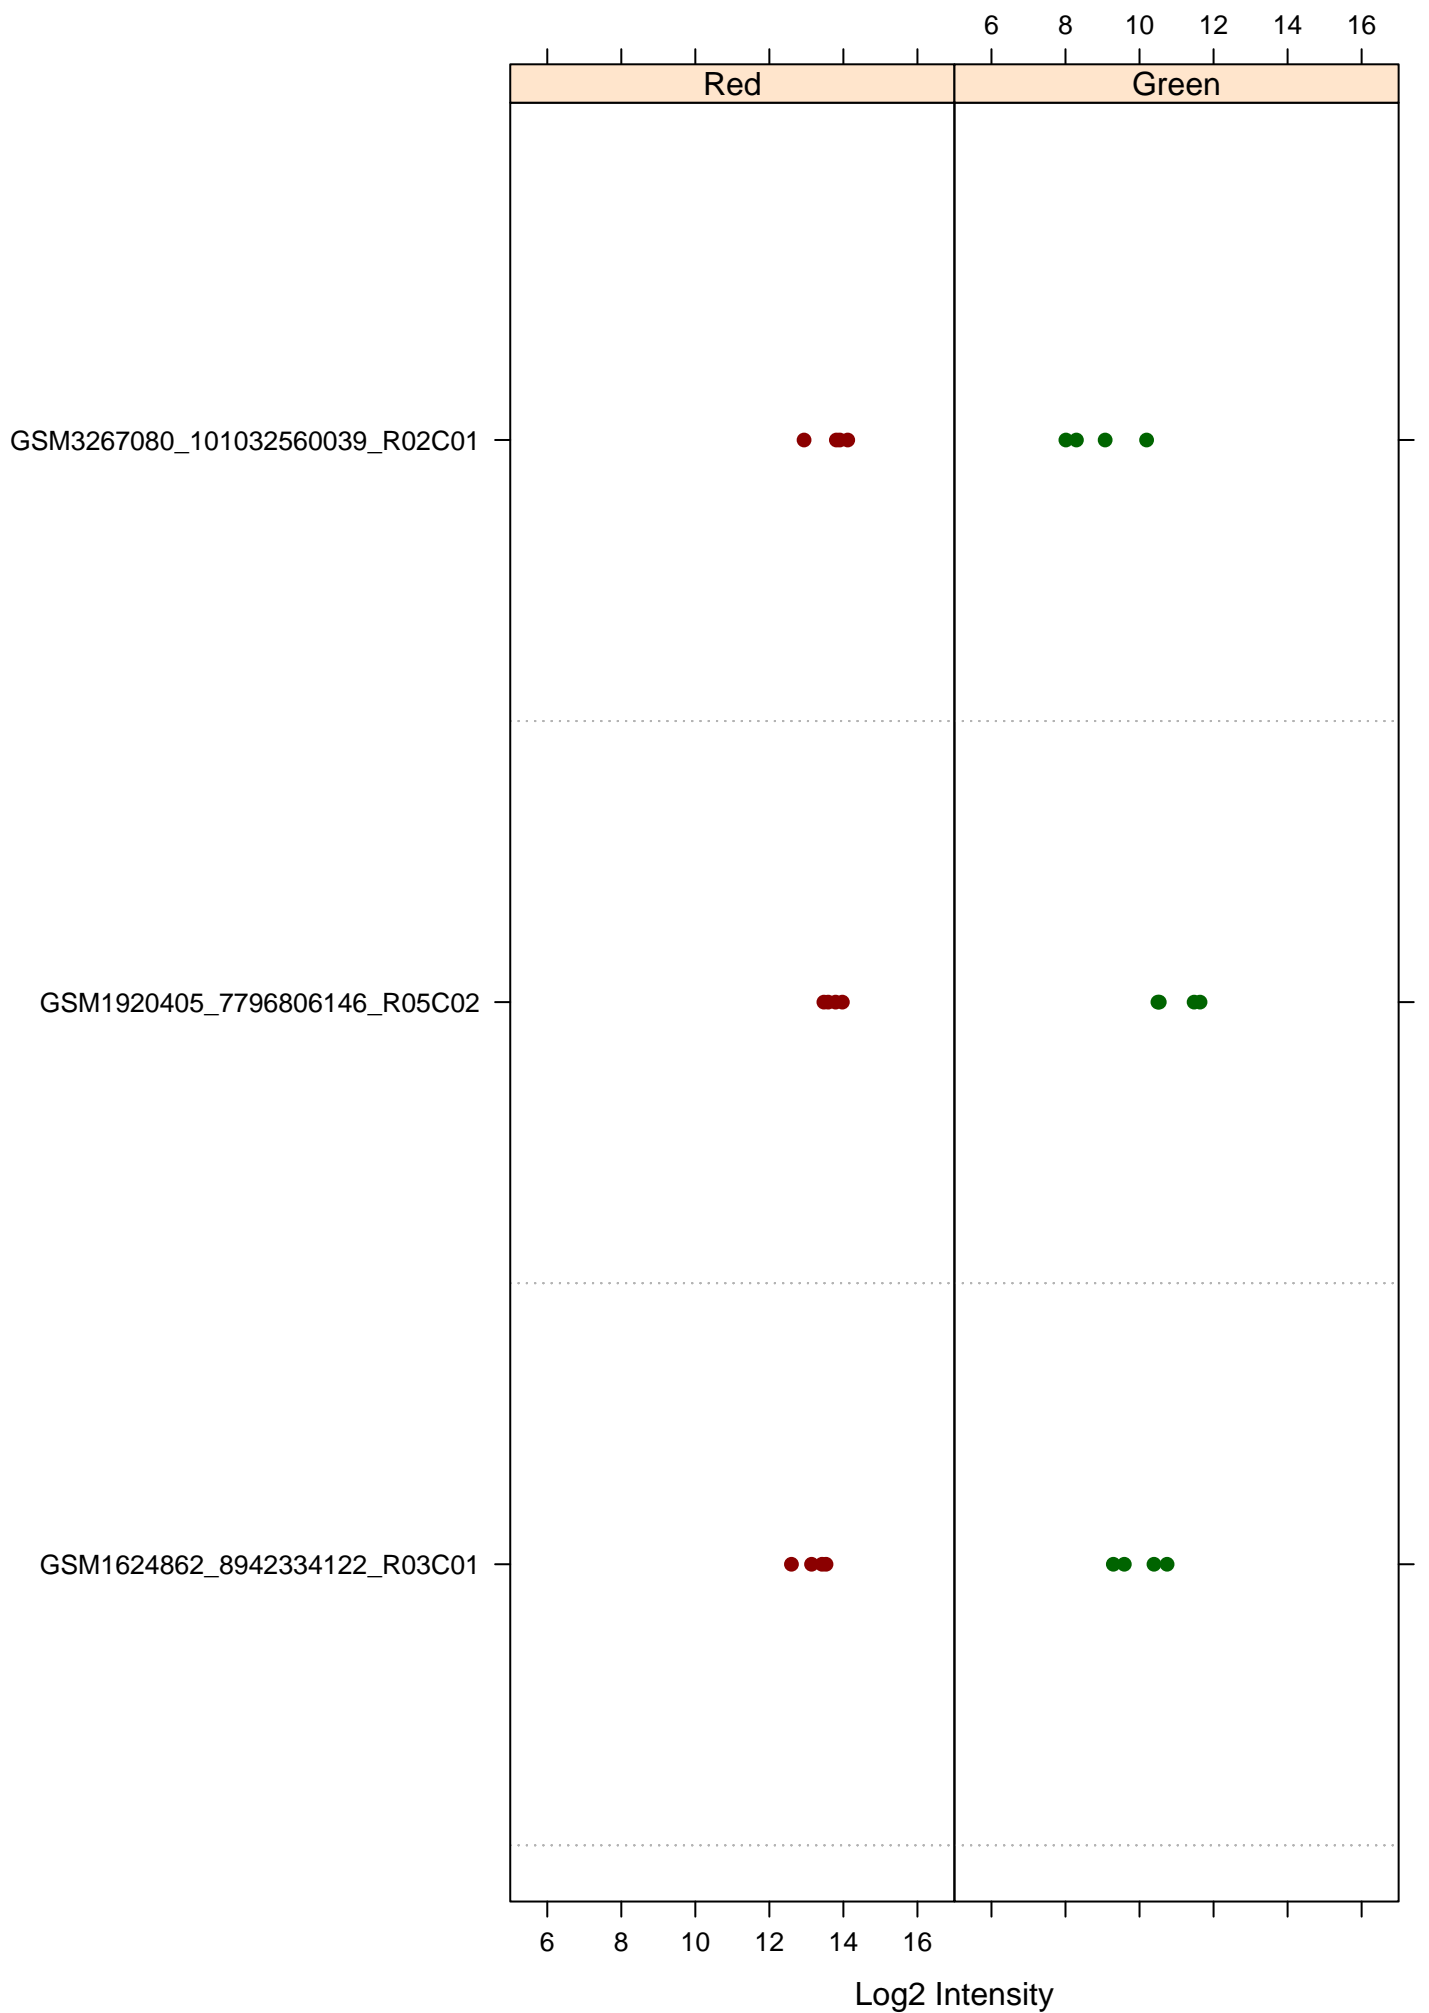 6 8 10 12 14 16
Red Green
GSM3267080_101032560039_R02C01
GSM1920405_7796806146_R05C02
GSM1624862_8942334122_R03C01
6 8 10 12 14 16
Log2 Intensity